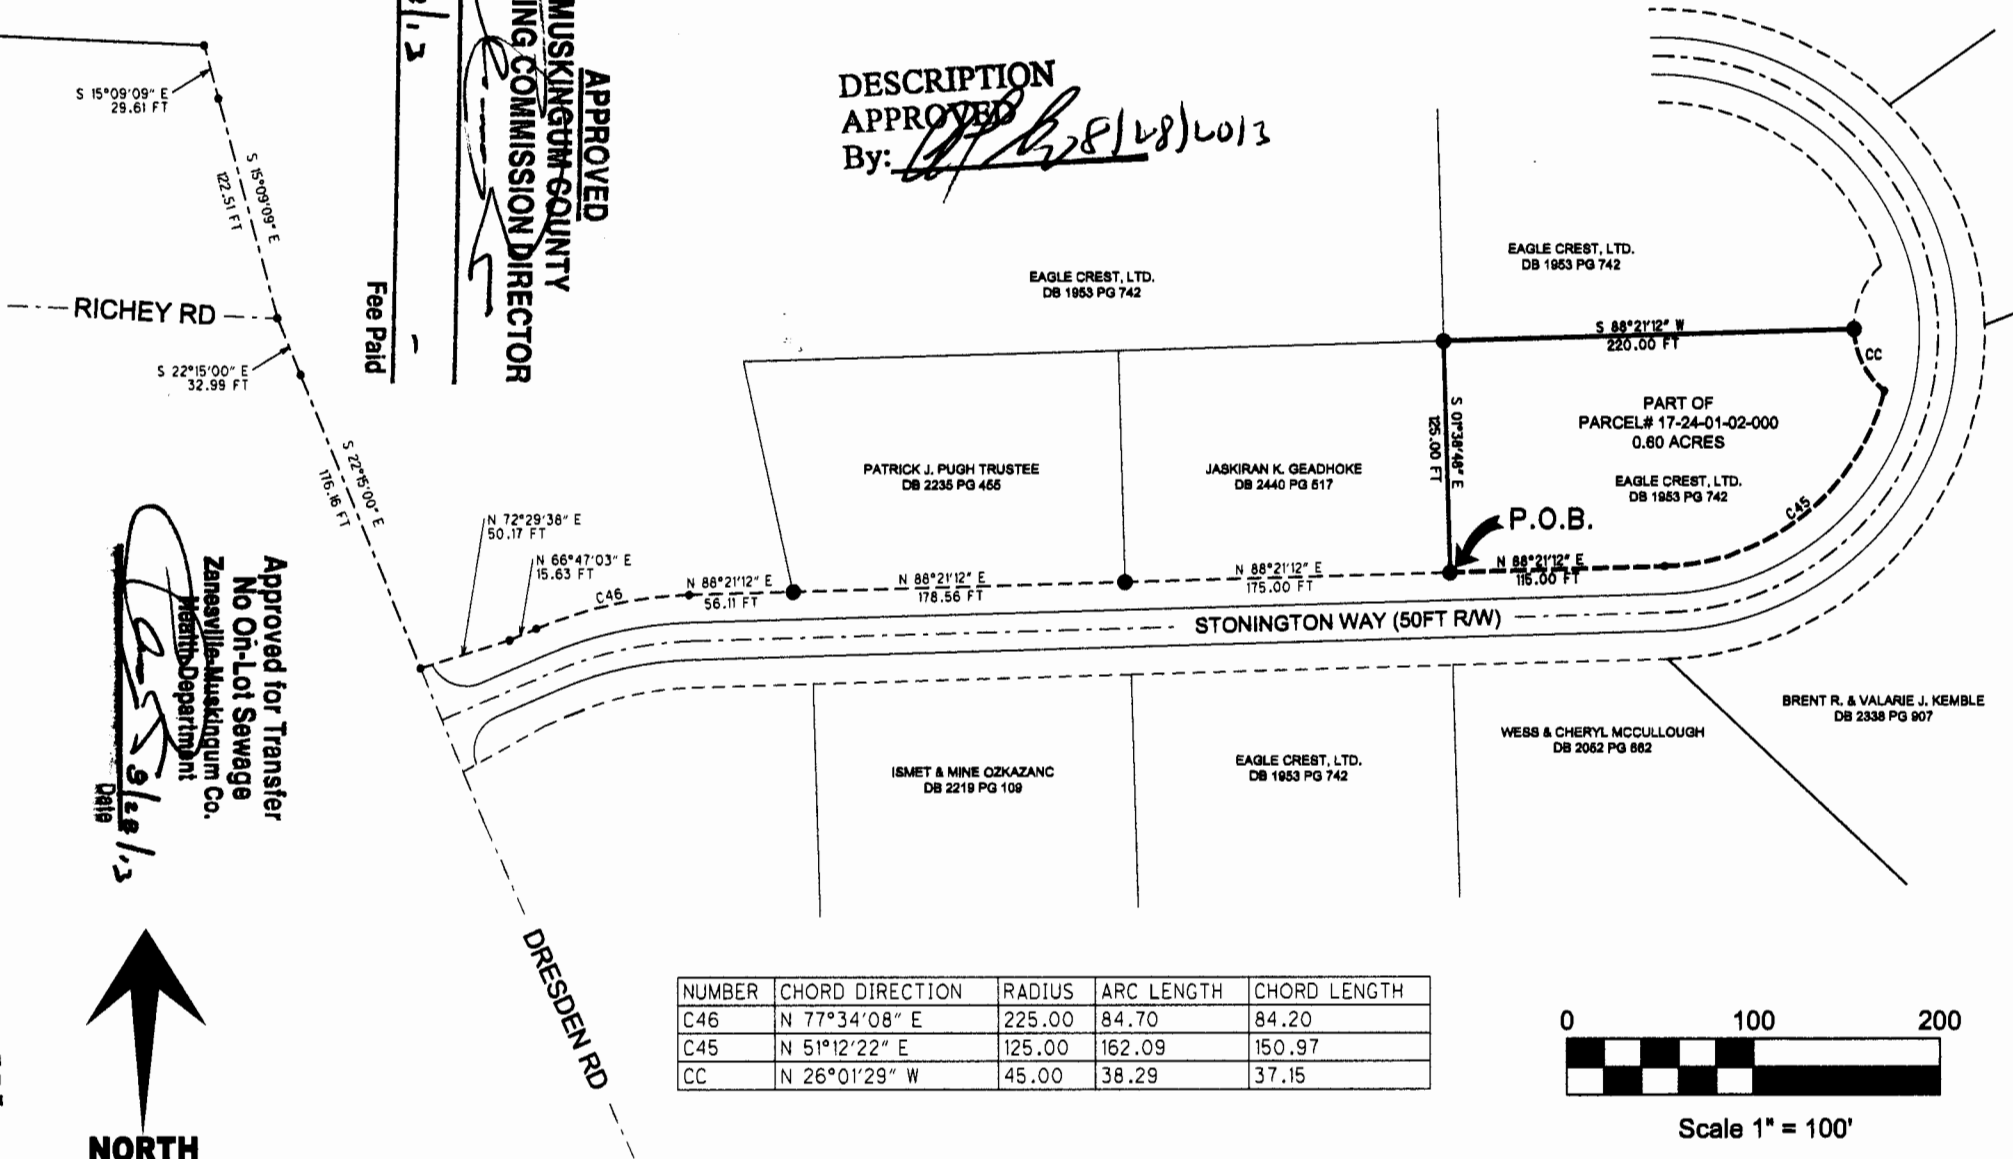 S 15°09'09" E
29.61 FT
S 15°09'09" E
122.51 FT
RICHEY RD
S 22°15'00" E
32.99 FT
S 22°15'00" E
176.16 FT
APPROVED
MUSKINGUM COUNTY
ING COMMISSION DIRECTOR
Fee Paid
DESCRIPTION
APPROVED
By: 8/28/2013
EAGLE CREST, LTD.
DB 1953 PG 742
EAGLE CREST, LTD.
DB 1953 PG 742
S 88°21'12" W
220.00 FT
CC
PART OF
PARCEL# 17-24-01-02-000
0.60 ACRES
EAGLE CREST, LTD.
DB 1953 PG 742
S 01°38'48" E
125.00 FT
PATRICK J. PUGH TRUSTEE
DB 2235 PG 455
JASKIRAN K. GEADHOKE
DB 2440 PG 517
P.O.B.
C45
N 72°29'38" E
50.17 FT
N 66°47'03" E
15.63 FT
C46
N 88°21'12" E
56.11 FT
N 88°21'12" E
178.56 FT
N 88°21'12" E
175.00 FT
N 88°21'12" E
115.00 FT
STONINGTON WAY (50FT R/W)
Approved for Transfer
No On-Lot Sewage
Zanesville-Muskingum Co.
Health Department
Date
ISMET & MINE OZKAZANC
DB 2219 PG 109
EAGLE CREST, LTD.
DB 1953 PG 742
WESS & CHERYL MCCULLOUGH
DB 2052 PG 662
BRENT R. & VALARIE J. KEMBLE
DB 2338 PG 907
DRESDEN RD
NORTH
NUMBER CHORD DIRECTION RADIUS ARC LENGTH CHORD LENGTH
C46 N 77°34'08" E 225.00 84.70 84.20
C45 N 51°12'22" E 125.00 162.09 150.97
CC N 26°01'29" W 45.00 38.29 37.15
0 100 200
Scale 1" = 100'